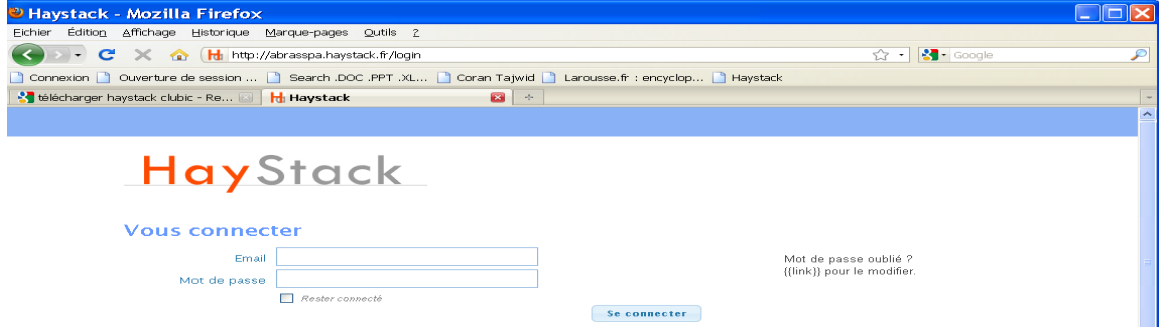 Haystack - Mozilla Firefox
Eichier Édition Affichage Historique Marque-pages Outils ?
http://abrasspa.haystack.fr/login Google
Connexion Ouverture de session ... Search .DOC .PPT .XL... Coran Tajwid Larousse.fr : encyclop... Haystack
télécharger haystack clubic - Re... Haystack
HayStack
Vous connecter
Email
Mot de passe oublié ?
Mot de passe
{{link}} pour le modifier.
Rester connecté
Se connecter